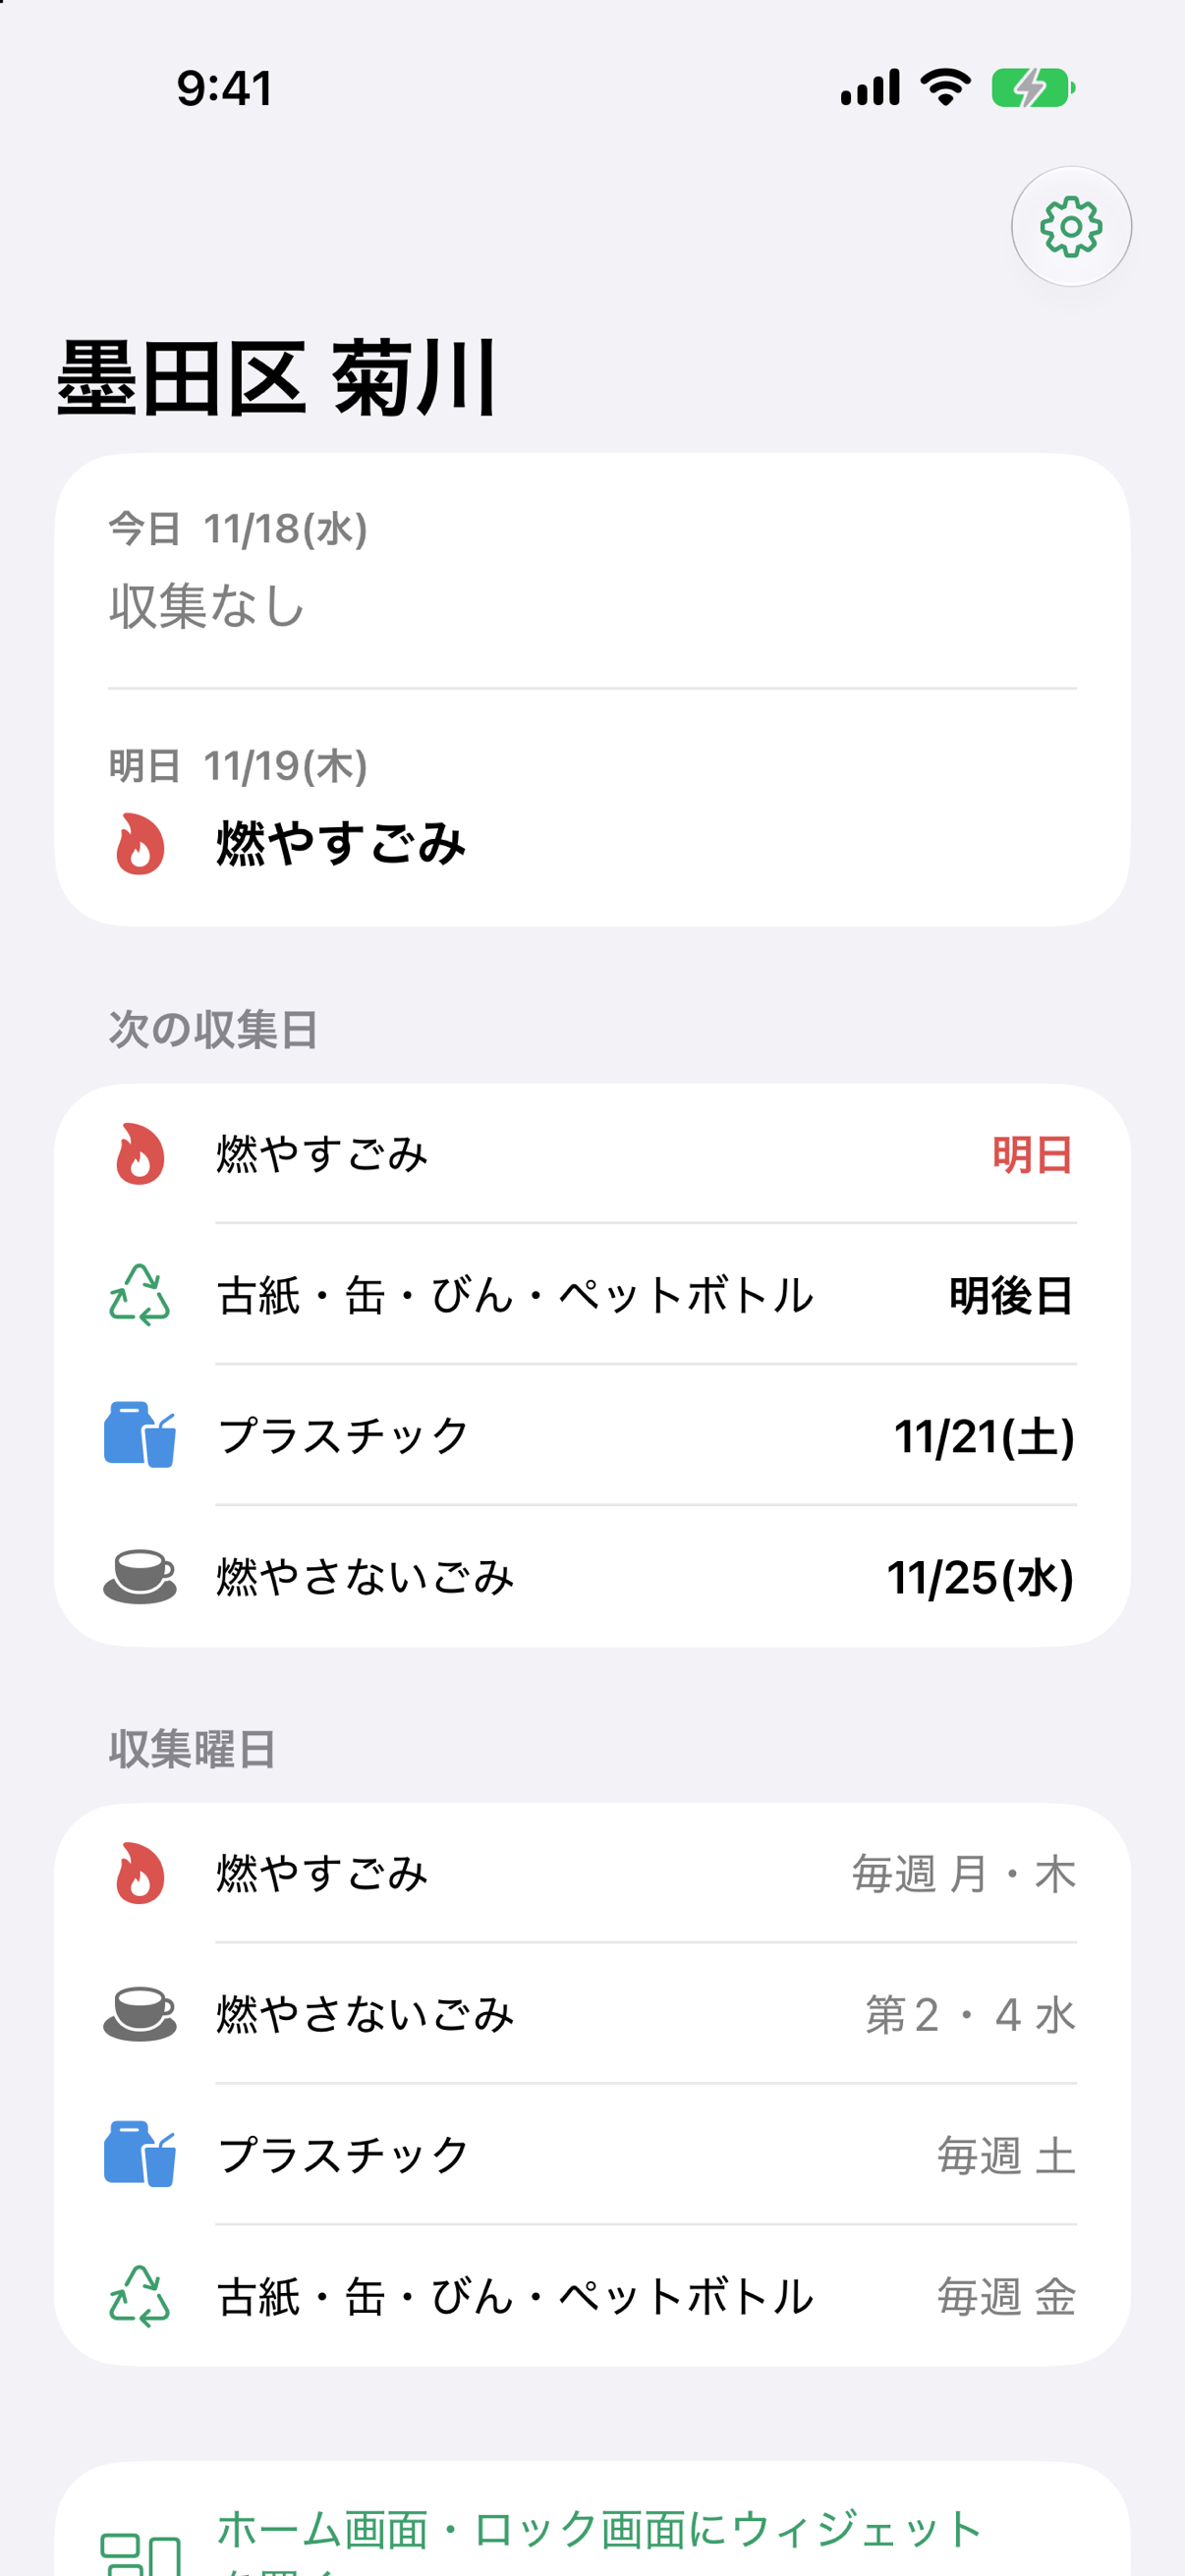 9:41
墨田区 菊川
今日 11/18(水)
収集なし
明日 11/19(木)
燃やすごみ
次の収集日
燃やすごみ 明日
古紙・缶・びん・ペットボトル 明後日
プラスチック 11/21(土)
燃やさないごみ 11/25(水)
収集曜日
燃やすごみ 毎週 月・木
燃やさないごみ 第2・4 水
プラスチック 毎週 土
古紙・缶・びん・ペットボトル 毎週 金
ホーム画面・ロック画面にウィジェット